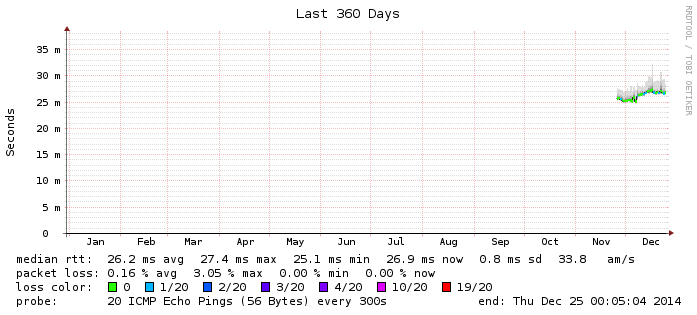 Last 360 Days
RRDTOOL / TOBI OETIKER
Seconds
35 m
30 m
25 m
20 m
15 m
10 m
5 m
0
Jan Feb Mar Apr May Jun Jul Aug Sep Oct Nov Dec
median rtt: 26.2 ms avg 27.4 ms max 25.1 ms min 26.9 ms now 0.8 ms sd 33.8 am/s
packet loss: 0.16 % avg 3.05 % max 0.00 % min 0.00 % now
loss color: 0 1/20 2/20 3/20 4/20 10/20 19/20
probe: 20 ICMP Echo Pings (56 Bytes) every 300s end: Thu Dec 25 00:05:04 2014